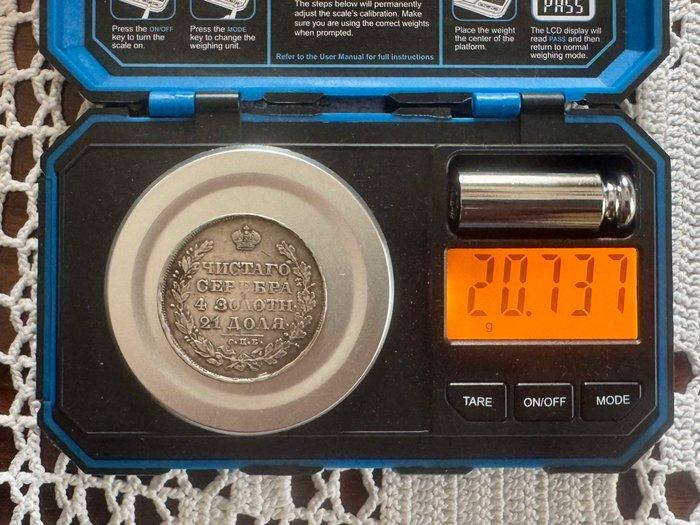 Press the ON/OFF
key to turn the
scale on.
Press the MODE
key to change the
weighing unit.
The steps below will permanently
adjust the scale's calibration. Make
sure you are using the correct weights
when prompted.
Refer to the User Manual for full instructions
Place the weight
the center of the
platform.
PASS
The LCD display will
read PASS and then
return to normal
weighing mode.
ЧИСТАГО
СЕРЕБРА
4 ЗОЛОТН.
21 ДОЛЯ.
С.П.Б.
20.737
g
TARE
ON/OFF
MODE